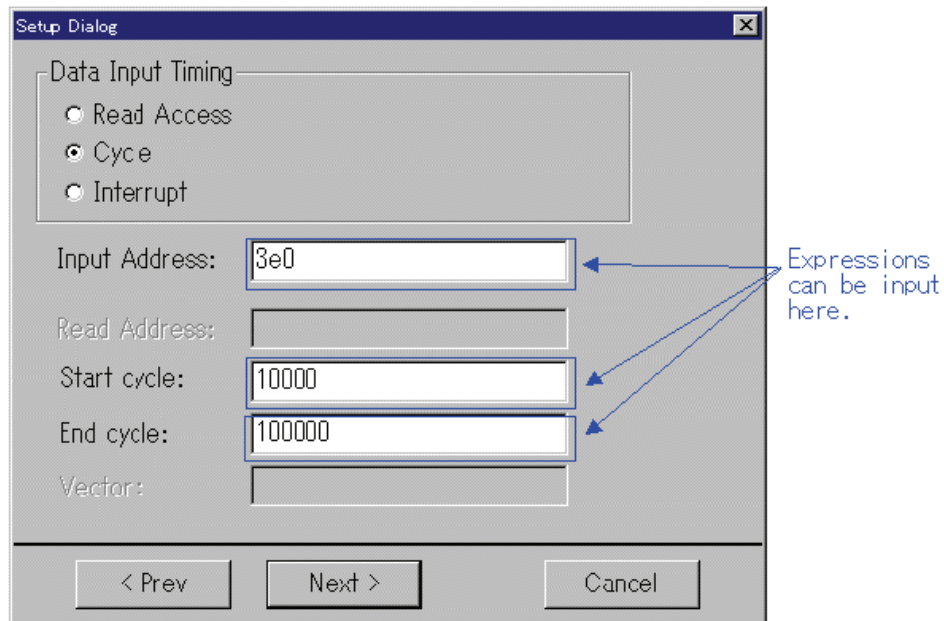 Setup Dialog
Data Input Timing
Read Access
Cyce
Interrupt
Input Address: 3e0
Read Address:
Start cycle: 10000
End cycle: 100000
Vector:
Expressions
can be input
here.
< Prev Next > Cancel